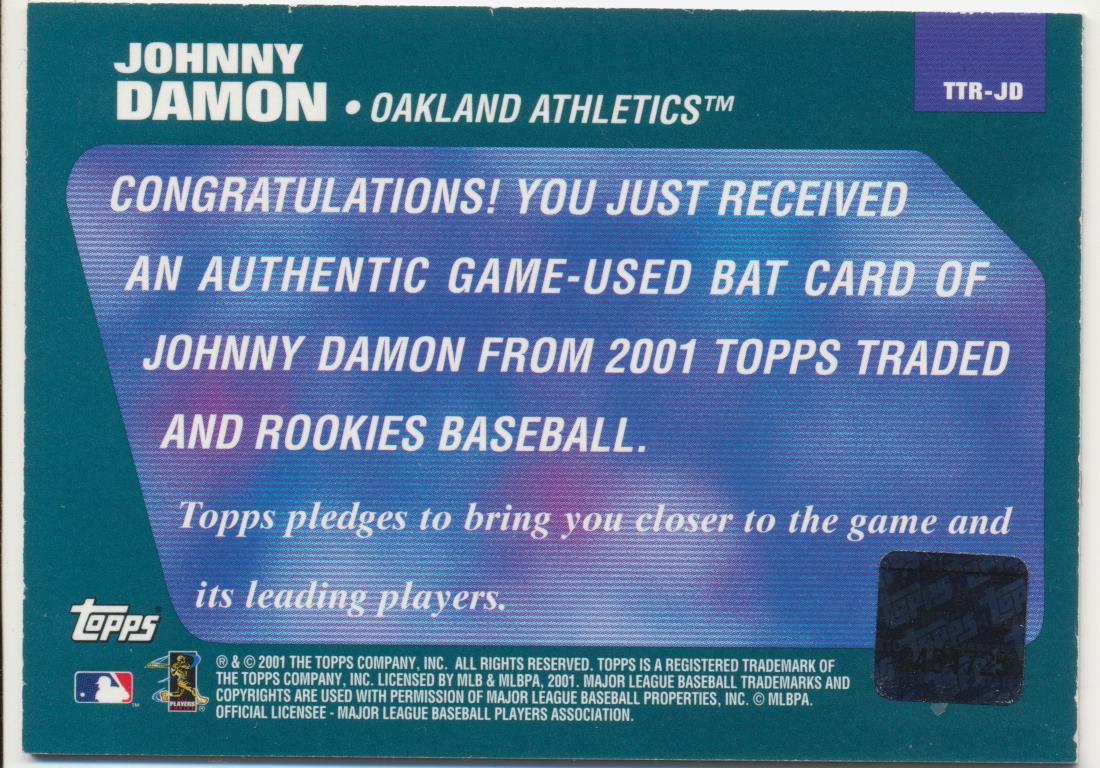 JOHNNY
DAMON • OAKLAND ATHLETICS™
TTR-JD
CONGRATULATIONS! YOU JUST RECEIVED
AN AUTHENTIC GAME-USED BAT CARD OF
JOHNNY DAMON FROM 2001 TOPPS TRADED
AND ROOKIES BASEBALL.
Topps pledges to bring you closer to the game and
its leading players.
Topps
Topps
PLAYERS
® & © 2001 THE TOPPS COMPANY, INC. ALL RIGHTS RESERVED. TOPPS IS A REGISTERED TRADEMARK OF
THE TOPPS COMPANY, INC. LICENSED BY MLB & MLBPA, 2001. MAJOR LEAGUE BASEBALL TRADEMARKS AND
COPYRIGHTS ARE USED WITH PERMISSION OF MAJOR LEAGUE BASEBALL PROPERTIES, INC. © MLBPA.
OFFICIAL LICENSEE - MAJOR LEAGUE BASEBALL PLAYERS ASSOCIATION.